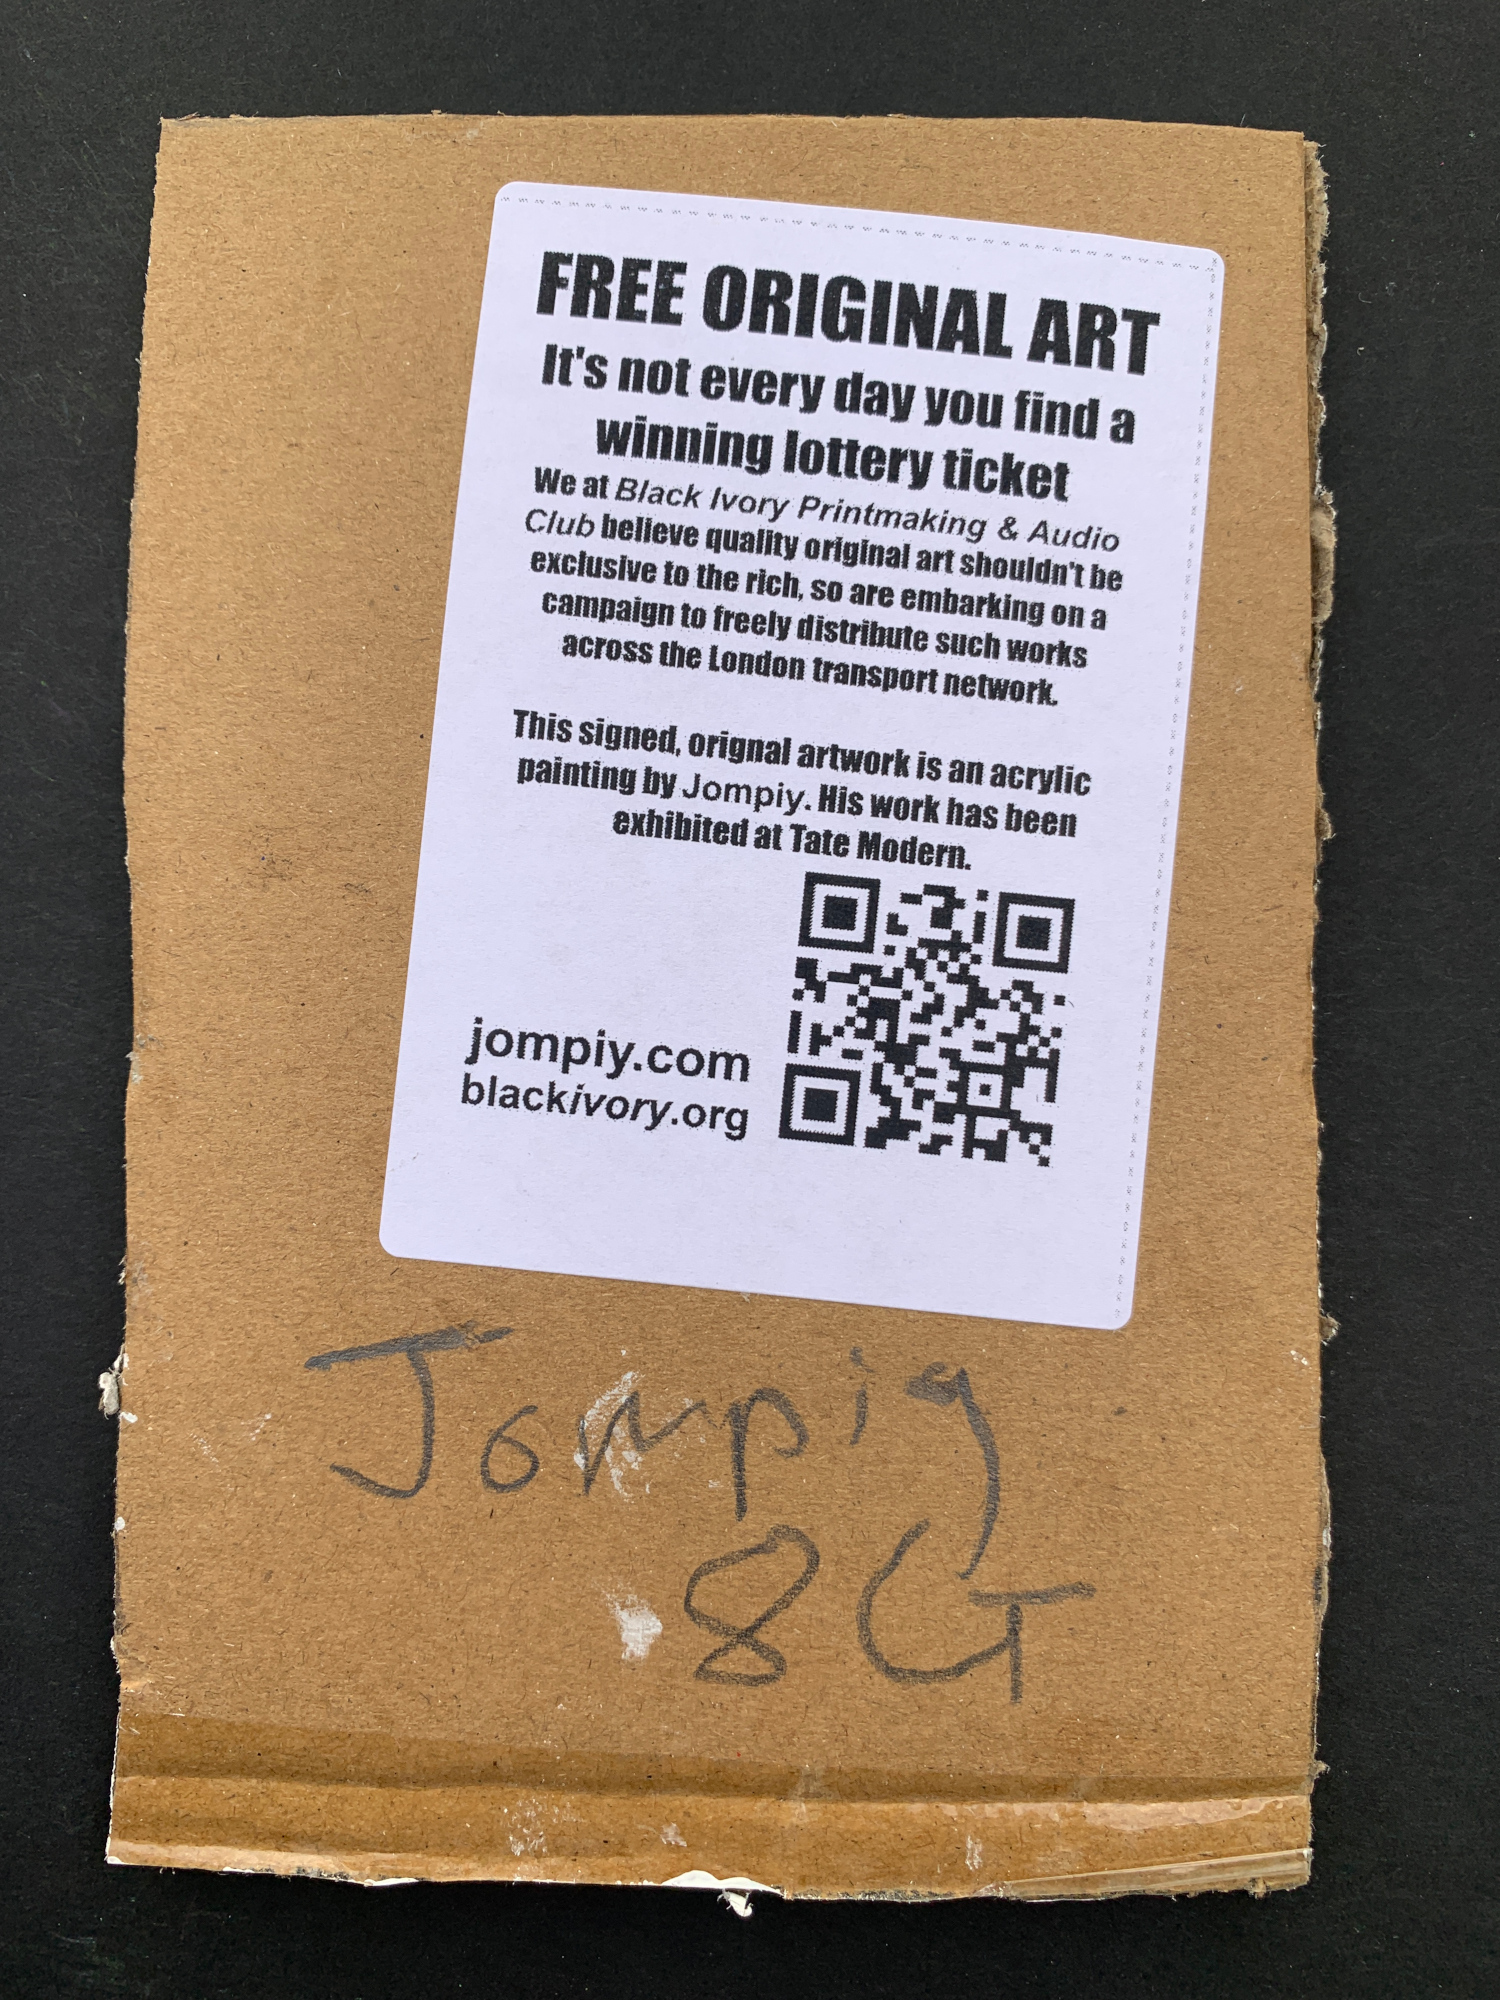 FREE ORIGINAL ART
It's not every day you find a
winning lottery ticket
We at Black Ivory Printmaking & Audio
Club believe quality original art shouldn't be
exclusive to the rich, so are embarking on a
campaign to freely distribute such works
across the London transport network.
This signed, orignal artwork is an acrylic
painting by Jompiy. His work has been
exhibited at Tate Modern.
jompiy.com
blackivory.org
Jompiy
8G